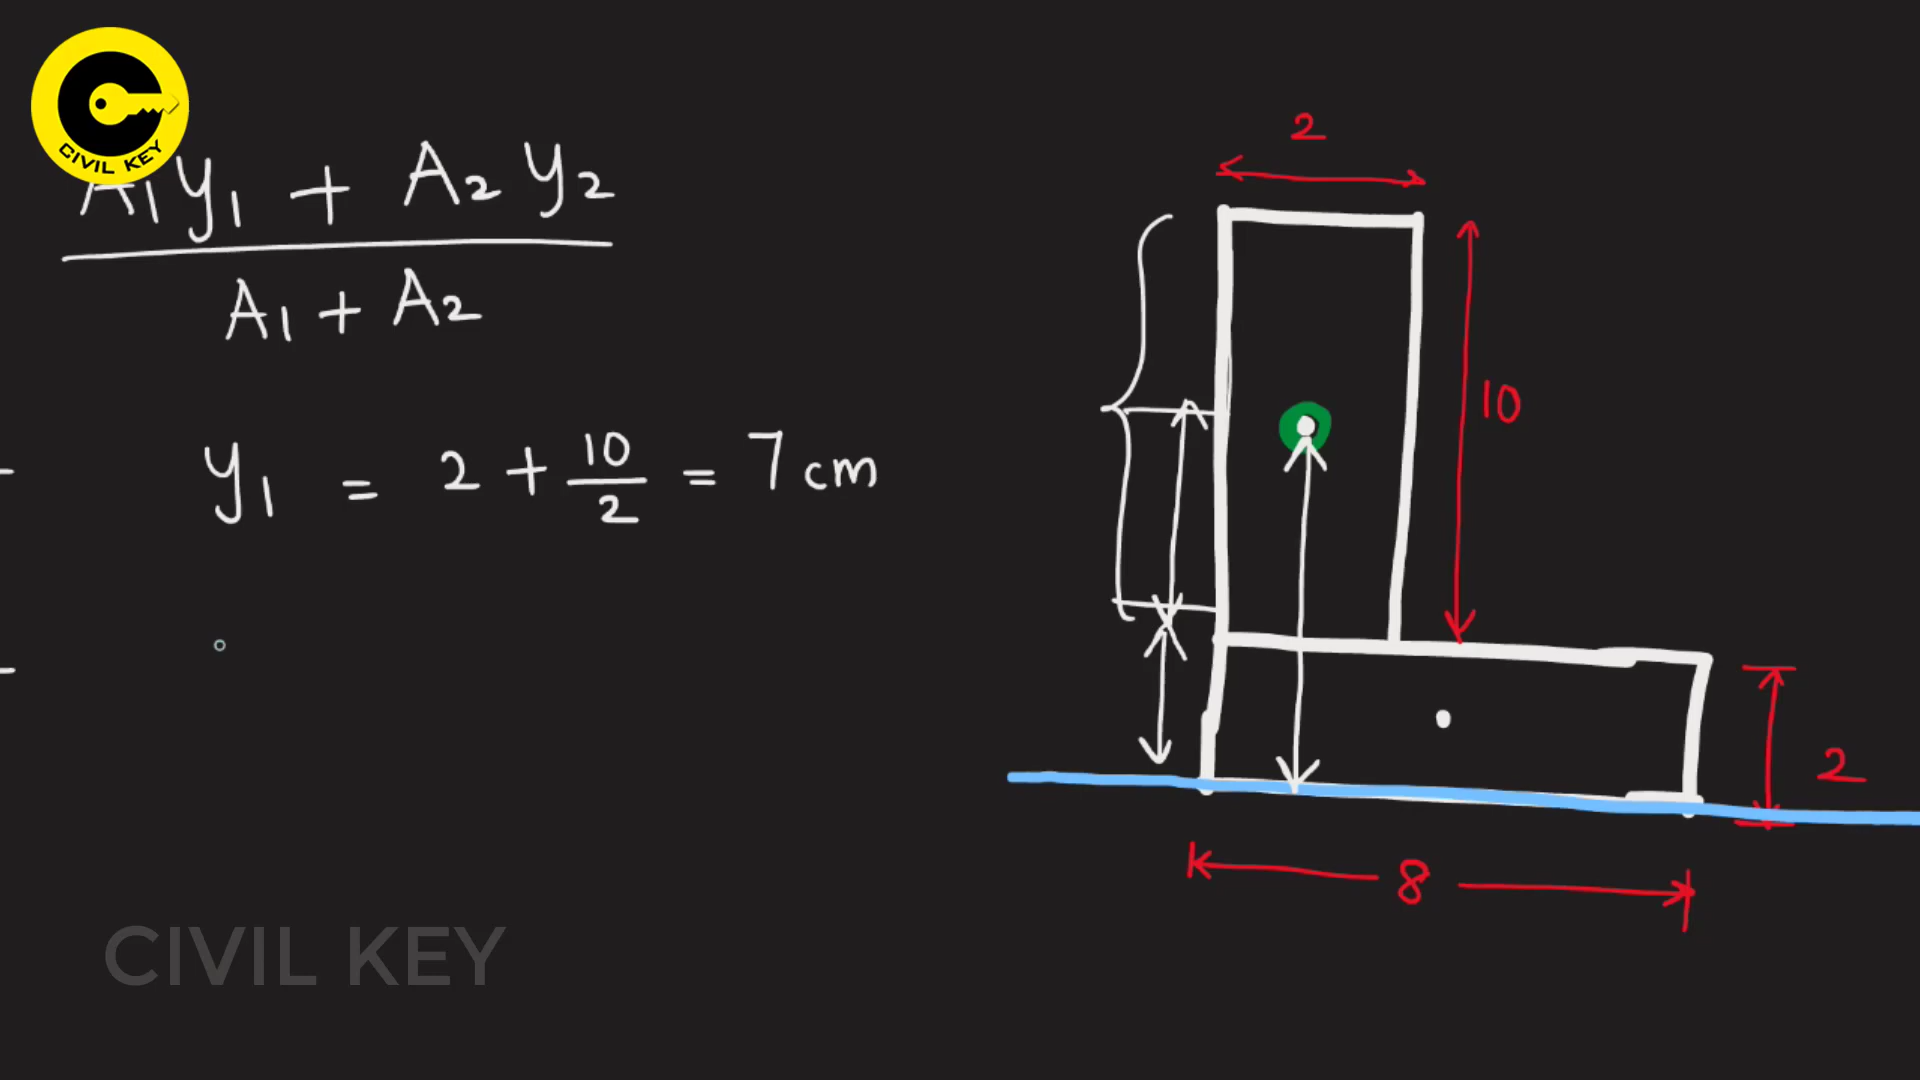 CIVIL KEY
A₁y₁ + A₂y₂
A₁ + A₂
y₁ = 2 + 10/2 = 7 cm
2
10
2
8
CIVIL KEY